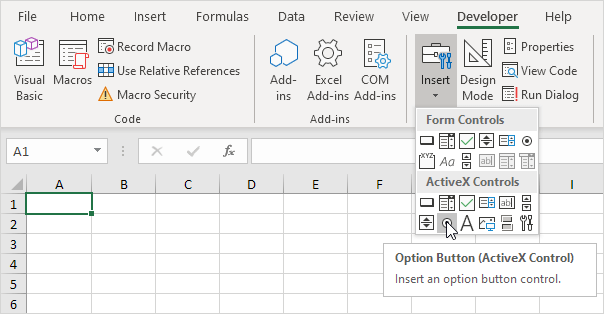 File Home Insert Formulas Data Review View Developer Help
Visual Basic
Macros
Record Macro
Use Relative References
Macro Security
Code
Add-ins
Excel Add-ins
COM Add-ins
Add-ins
Insert
Design Mode
Properties
View Code
Run Dialog
Form Controls
XYZ Aa ab
ActiveX Controls
ab
A
A1
fx
A B C D E F I
1
2
3
4
5
6
Option Button (ActiveX Control)
Insert an option button control.